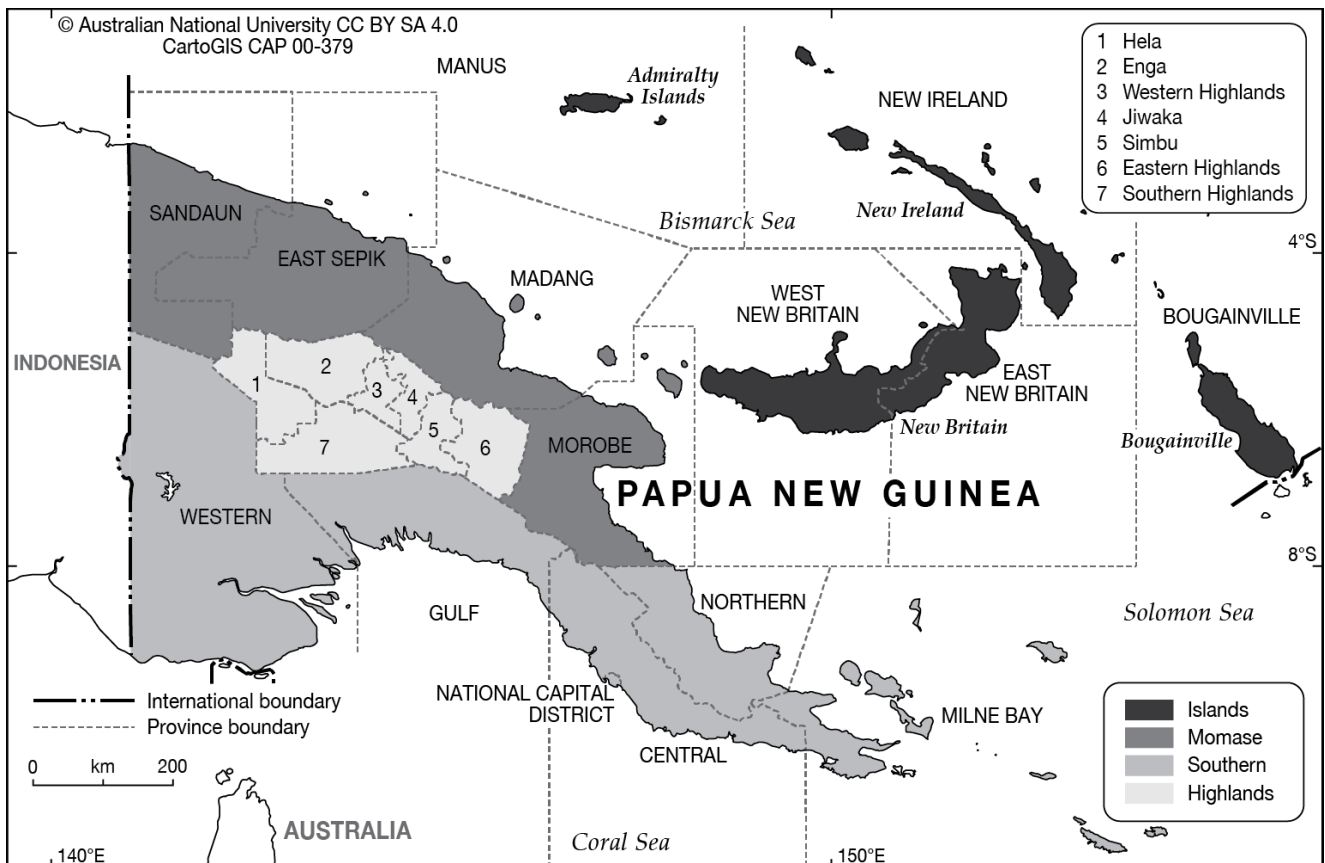 © Australian National University CC BY SA 4.0
CartoGIS CAP 00-379
MANUS
Admiralty
Islands
NEW IRELAND
1 Hela
2 Enga
3 Western Highlands
4 Jiwaka
5 Simbu
6 Eastern Highlands
7 Southern Highlands
SANDAUN
New Ireland
Bismarck Sea
4°S
EAST SEPIK
MADANG
WEST
NEW BRITAIN
BOUGAINVILLE
INDONESIA
1
2
3
4
5
6
7
EAST
NEW BRITAIN
New Britain
Bougainville
MOROBE
PAPUA NEW GUINEA
WESTERN
8°S
GULF
NORTHERN
Solomon Sea
International boundary
Province boundary
NATIONAL CAPITAL
DISTRICT
MILNE BAY
CENTRAL
Islands
Momase
Southern
Highlands
0 km 200
AUSTRALIA
Coral Sea
140°E
150°E